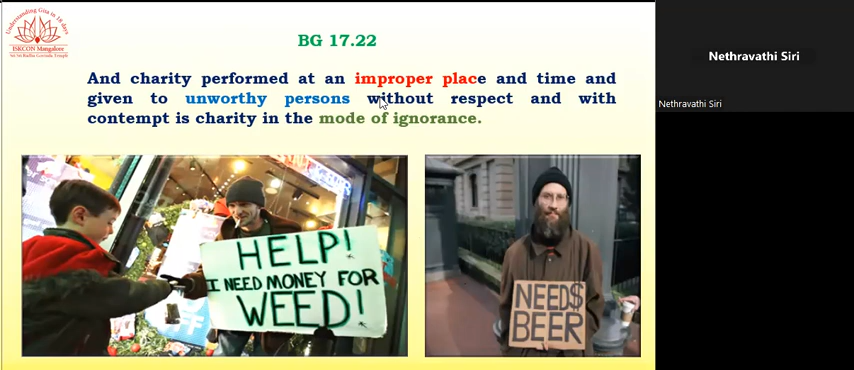 Understanding Gita in 18 days
ISKCON Mangalore
BG 17.22
And charity performed at an improper place and time and
given to unworthy persons without respect and with
contempt is charity in the mode of ignorance.
HELP!
I NEED MONEY FOR
WEED!
NEED$
BEER
Nethravathi Siri
Nethravathi Siri